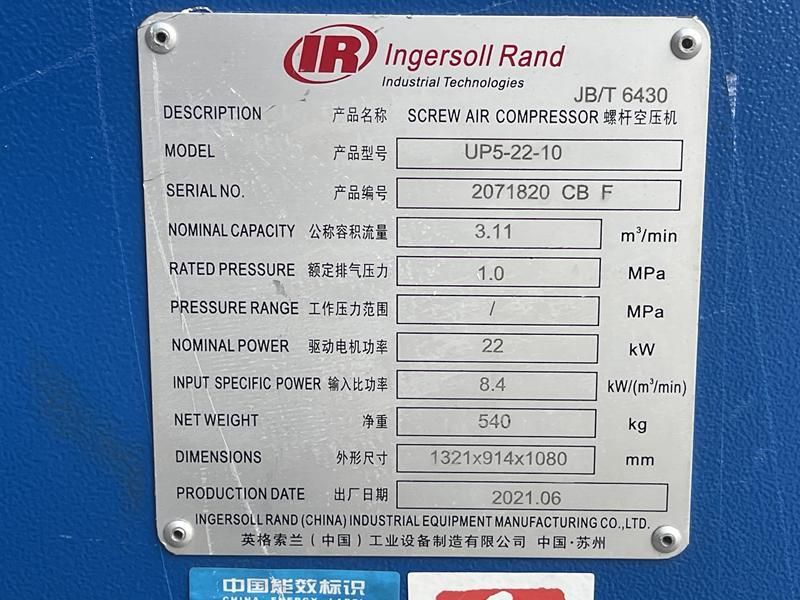 IR Ingersoll Rand
Industrial Technologies
JB/T 6430
DESCRIPTION 产品名称 SCREW AIR COMPRESSOR 螺杆空压机
MODEL 产品型号 UP5-22-10
SERIAL NO. 产品编号 2071820 CB F
NOMINAL CAPACITY 公称容积流量 3.11 m³/min
RATED PRESSURE 额定排气压力 1.0 MPa
PRESSURE RANGE 工作压力范围 / MPa
NOMINAL POWER 驱动电机功率 22 kW
INPUT SPECIFIC POWER 输入比功率 8.4 kW/(m³/min)
NET WEIGHT 净重 540 kg
DIMENSIONS 外形尺寸 1321x914x1080 mm
PRODUCTION DATE 出厂日期 2021.06
INGERSOLL RAND (CHINA) INDUSTRIAL EQUIPMENT MANUFACTURING CO.,LTD.
英格索兰（中国）工业设备制造有限公司 中国·苏州
中国能效标识
CHINA ENERGY LABEL